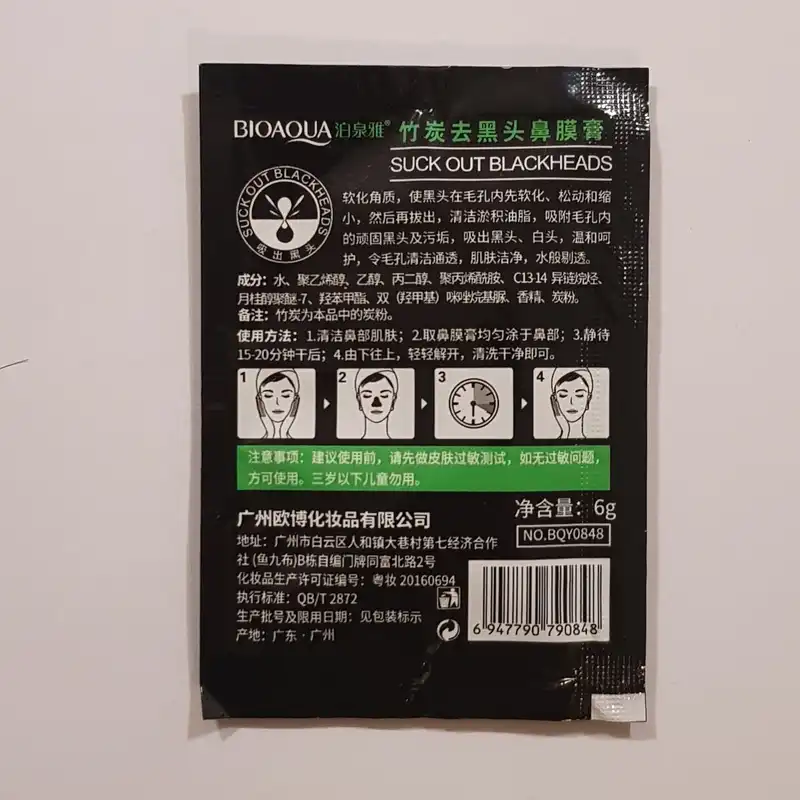 BIOAQUA 泊泉雅® 竹炭去黑头鼻膜膏
SUCK OUT BLACKHEADS
SUCK OUT BLACKHEADS
吸出黑头
软化角质，使黑头在毛孔内先软化、松动和缩
小，然后再拔出，清洁淤积油脂，吸附毛孔内
的顽固黑头及污垢，吸出黑头、白头，温和呵
护，令毛孔清洁通透，肌肤洁净，水般剔透。
成分：水、聚乙烯醇、乙醇、丙二醇、聚丙烯酰胺、C13-14 异链烷烃、
月桂醇聚醚-7、羟苯甲酯、双（羟甲基）咪唑烷基脲、香精、炭粉。
备注：竹炭为本品中的炭粉。
使用方法：1.清洁鼻部肌肤；2.取鼻膜膏均匀涂于鼻部；3.静待
15-20分钟干后；4.由下往上，轻轻解开，清洗干净即可。
1 2 3 4
注意事项：建议使用前，请先做皮肤过敏测试，如无过敏问题，
方可使用。三岁以下儿童勿用。
净含量：6g
NO.BQY0848
广州欧博化妆品有限公司
地址：广州市白云区人和镇大巷村第七经济合作
社 (鱼九布)B栋自编门牌同富北路2号
化妆品生产许可证编号：粤妆 20160694
执行标准：QB/T 2872
生产批号及限用日期：见包装标示
产地：广东·广州
6 947790 790848